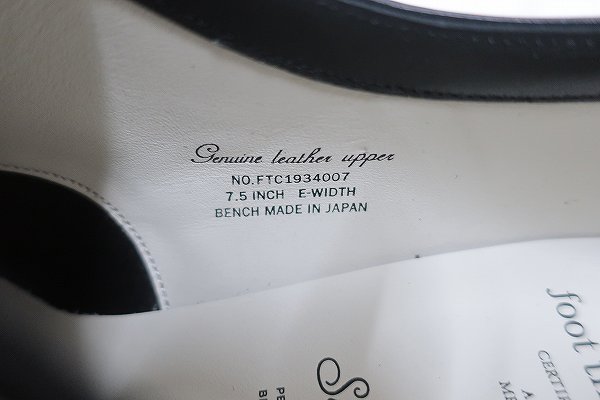 Genuine leather upper
NO.FTC1934007
7.5 INCH E-WIDTH
BENCH MADE IN JAPAN
foot